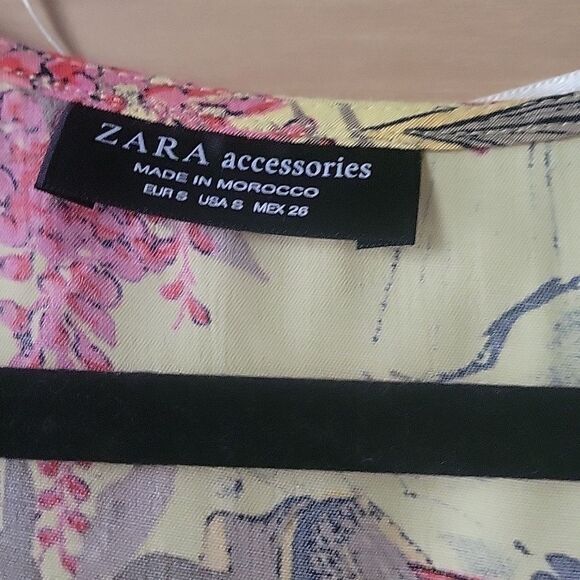 ZARA accessories
MADE IN MOROCCO
EUR S USA S MEX 26